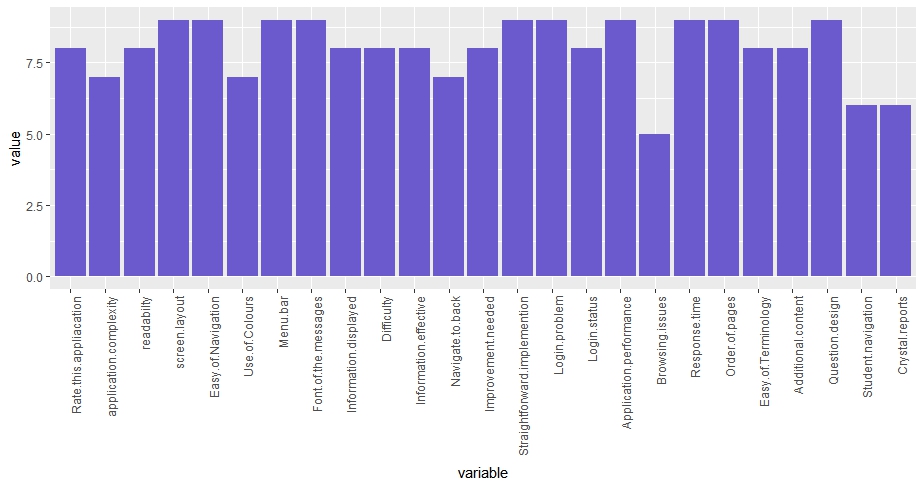 value
7.5
5.0
2.5
0.0
Rate.this.appliacation
application.complexity
readabilty
screen.layout
Easy.of.Navigation
Use.of.Colours
Menu.bar
Font.of.the.messages
Information.displayed
Difficulty
Information.effective
Navigate.to.back
Improvement.needed
Straightforward.implemention
Login.problem
Login.status
Application.performance
Browsing.issues
Response.time
Order.of.pages
Easy.of.Terminology
Additional.content
Question.design
Student.navigation
Crystal.reports
variable